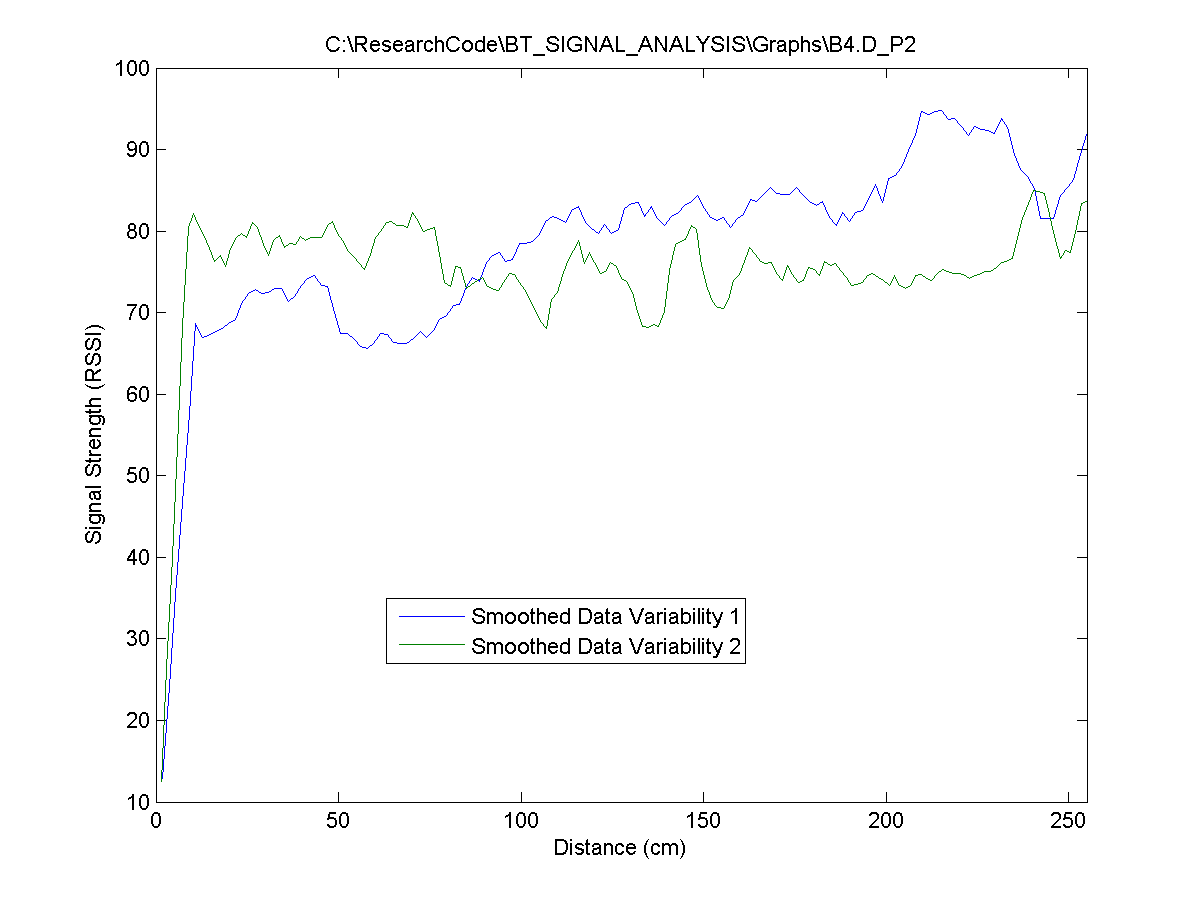 C:\ResearchCode\BT_SIGNAL_ANALYSIS\Graphs\B4.D_P2
100
90
80
70
60
50
40
30
20
10
Signal Strength (RSSI)
Smoothed Data Variability 1
Smoothed Data Variability 2
0 50 100 150 200 250
Distance (cm)